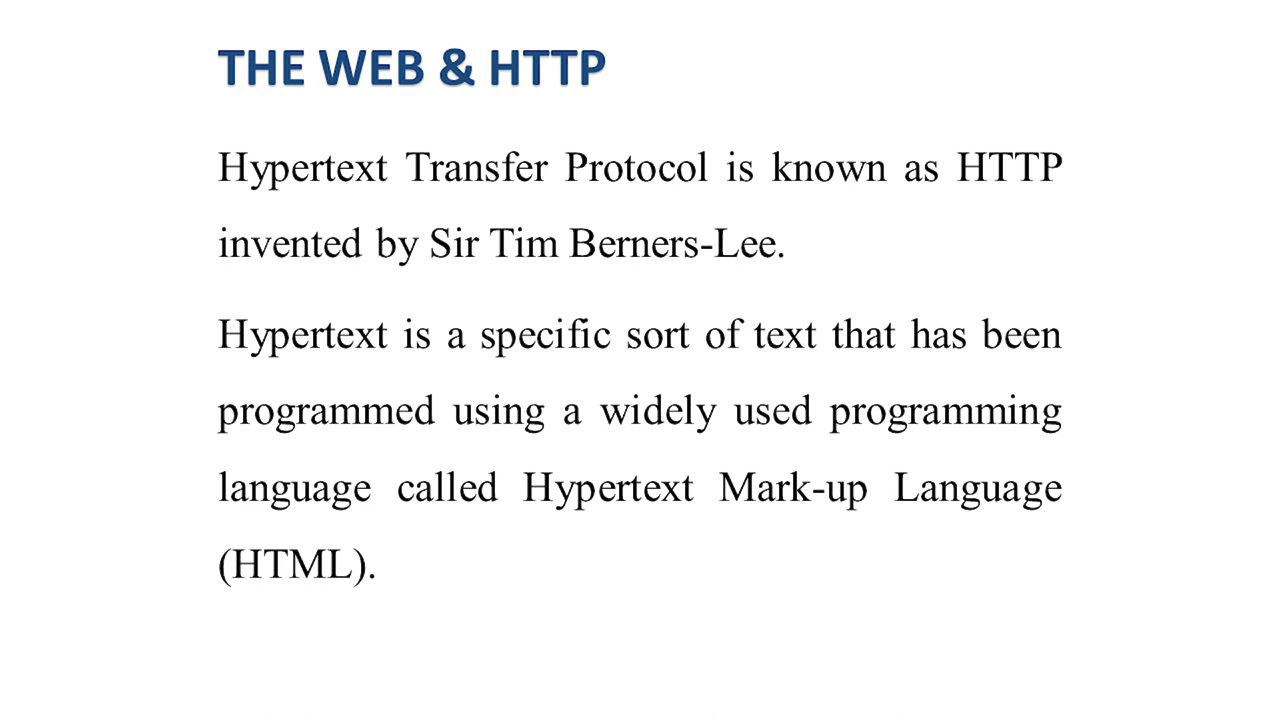 THE WEB & HTTP
Hypertext Transfer Protocol is known as HTTP
invented by Sir Tim Berners-Lee.
Hypertext is a specific sort of text that has been
programmed using a widely used programming
language called Hypertext Mark-up Language
(HTML).